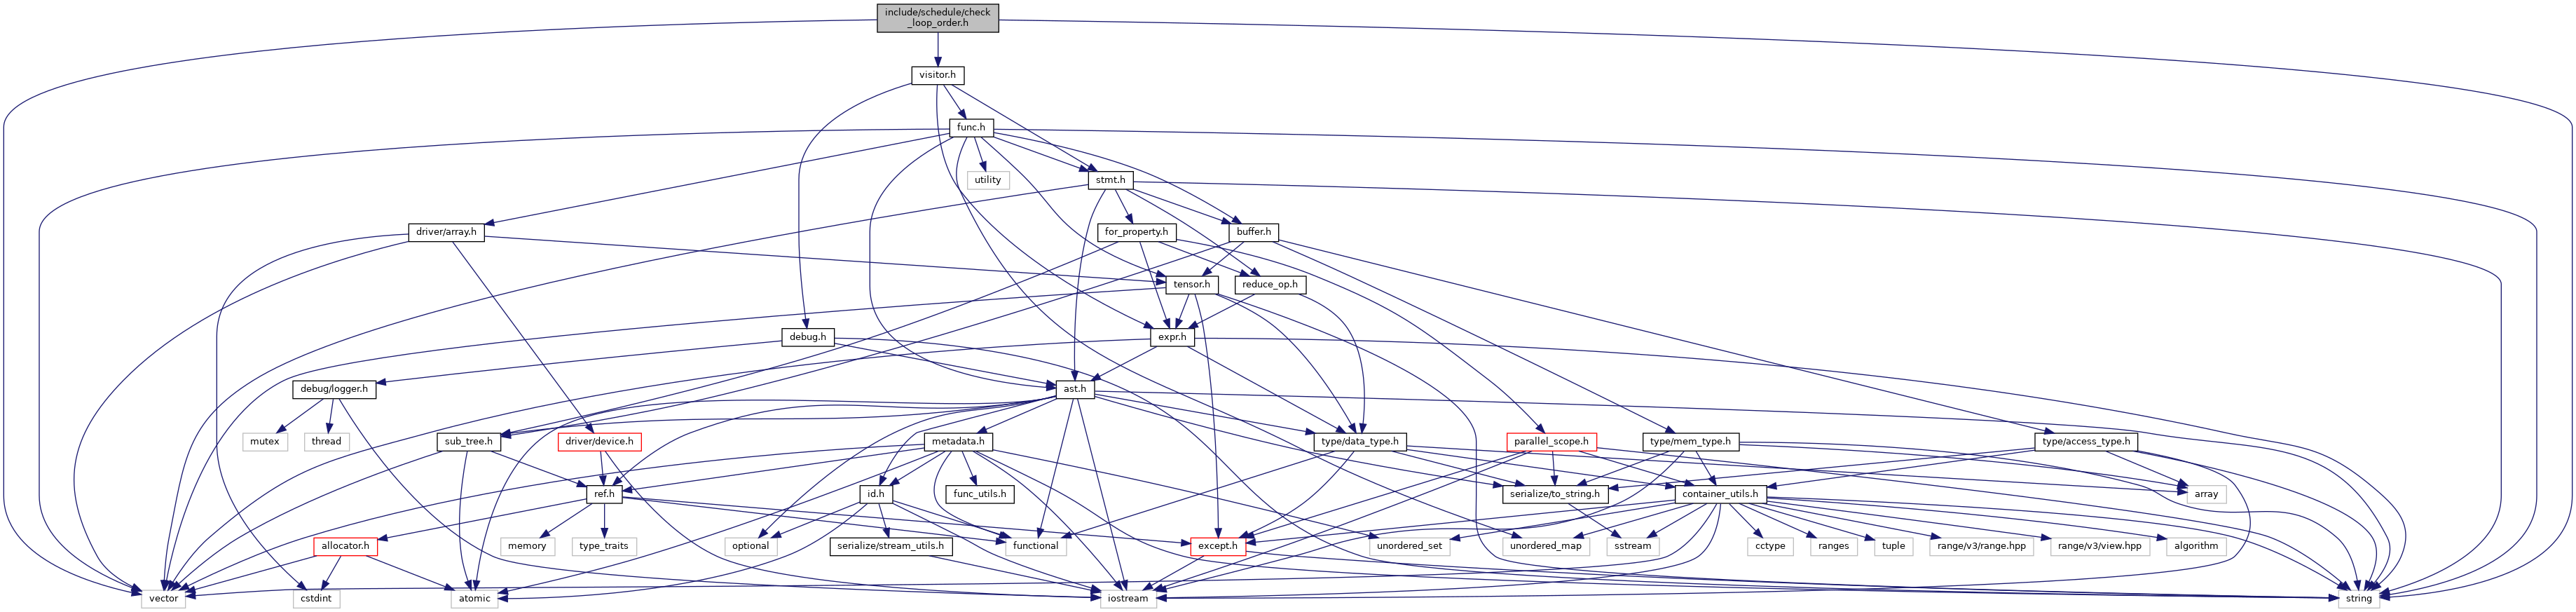 include/schedule/check
_loop_order.h
visitor.h
func.h
utility
stmt.h
driver/array.h
for_property.h
buffer.h
tensor.h
reduce_op.h
debug.h
expr.h
debug/logger.h
ast.h
mutex
thread
sub_tree.h
driver/device.h
metadata.h
type/data_type.h
parallel_scope.h
type/mem_type.h
type/access_type.h
ref.h
id.h
func_utils.h
serialize/to_string.h
container_utils.h
array
allocator.h
memory
type_traits
optional
serialize/stream_utils.h
functional
except.h
unordered_set
unordered_map
sstream
cctype
ranges
tuple
range/v3/range.hpp
range/v3/view.hpp
algorithm
vector
cstdint
atomic
iostream
string